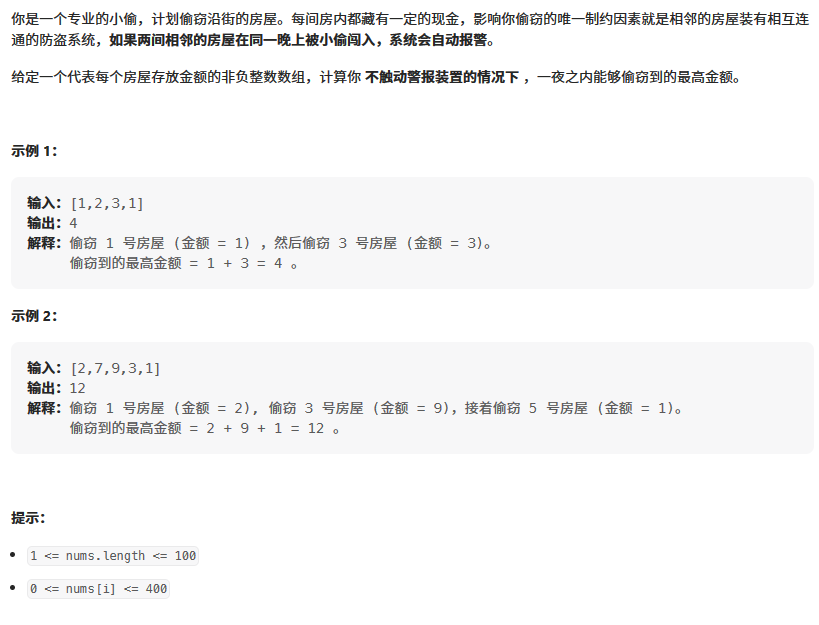 你是一个专业的小偷，计划偷窃沿街的房屋。每间房内都藏有一定的现金，影响你偷窃的唯一制约因素就是相邻的房屋装有相互连
通的防盗系统，如果两间相邻的房屋在同一晚上被小偷闯入，系统会自动报警。
给定一个代表每个房屋存放金额的非负整数数组，计算你 不触动警报装置的情况下 ，一夜之内能够偷窃到的最高金额。
示例 1：
输入：[1,2,3,1]
输出：4
解释：偷窃 1 号房屋 (金额 = 1) ，然后偷窃 3 号房屋 (金额 = 3)。
偷窃到的最高金额 = 1 + 3 = 4 。
示例 2：
输入：[2,7,9,3,1]
输出：12
解释：偷窃 1 号房屋 (金额 = 2), 偷窃 3 号房屋 (金额 = 9)，接着偷窃 5 号房屋 (金额 = 1)。
偷窃到的最高金额 = 2 + 9 + 1 = 12 。
提示：
1 <= nums.length <= 100
0 <= nums[i] <= 400